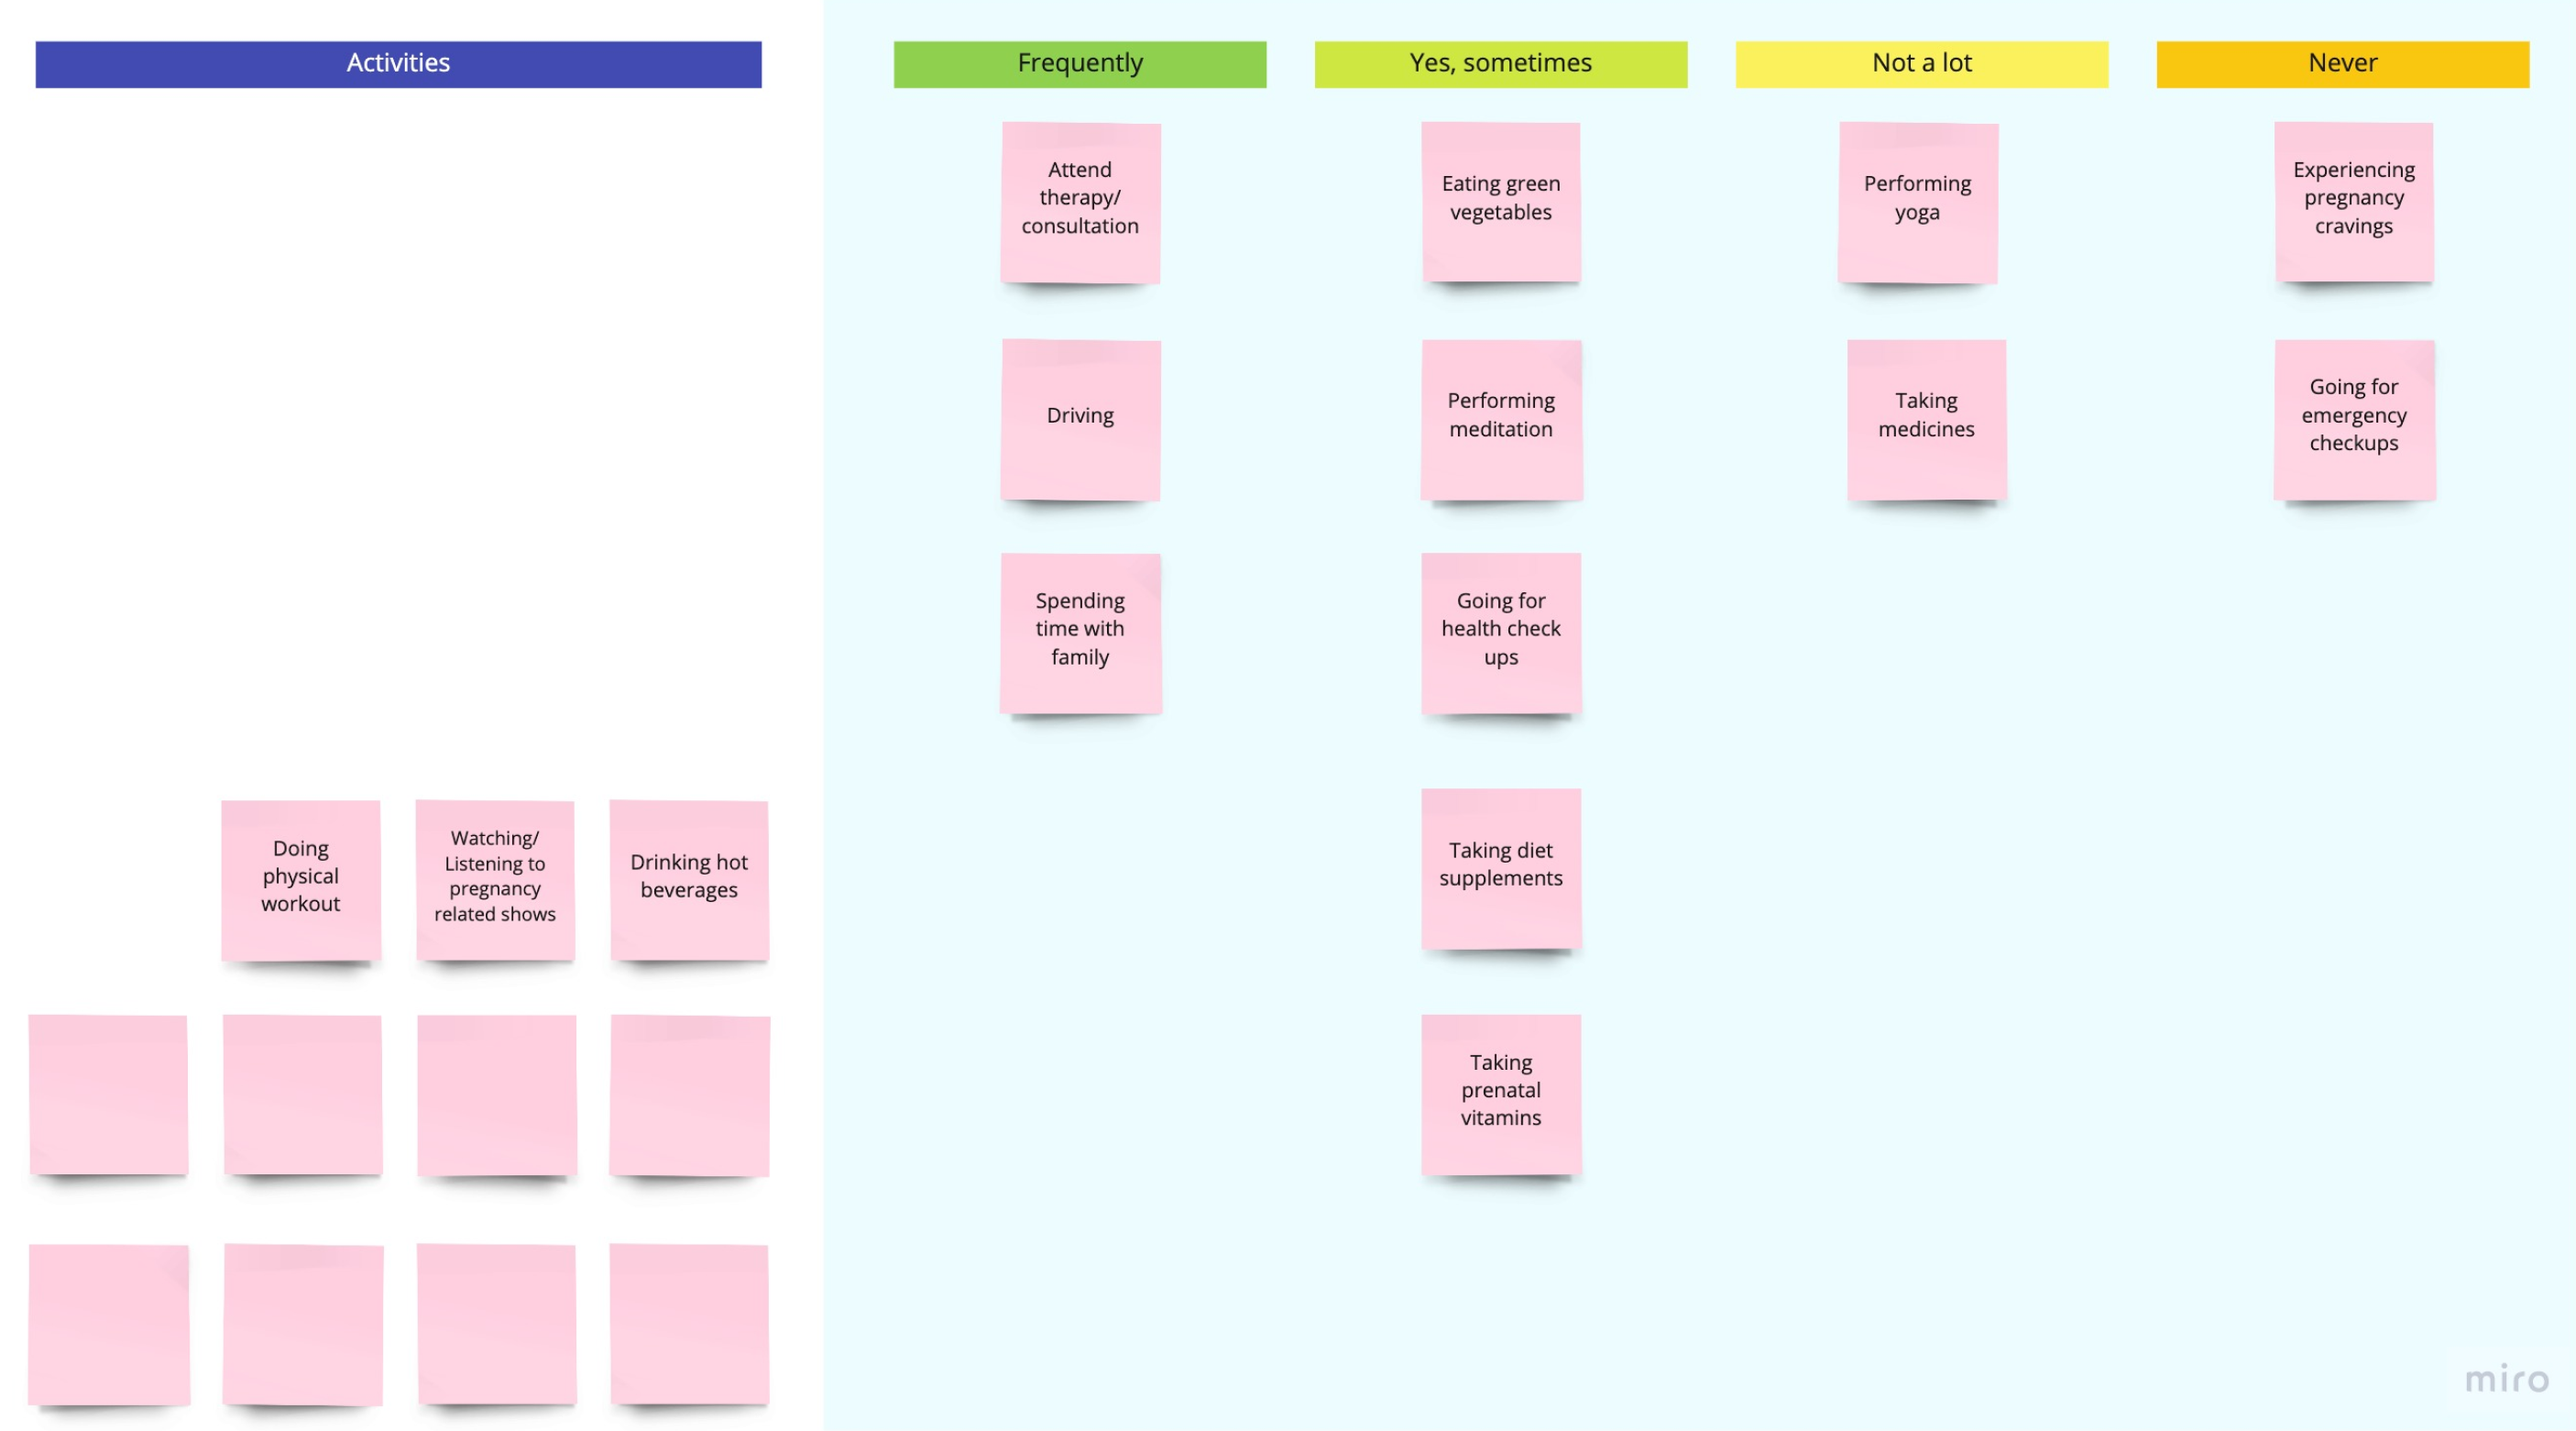 Activities
Frequently
Yes, sometimes
Not a lot
Never
Attend
therapy/
consultation
Eating green
vegetables
Performing
yoga
Experiencing
pregnancy
cravings
Driving
Performing
meditation
Taking
medicines
Going for
emergency
checkups
Spending
time with
family
Going for
health check
ups
Doing
physical
workout
Watching/
Listening to
pregnancy
related shows
Drinking hot
beverages
Taking diet
supplements
Taking
prenatal
vitamins
miro